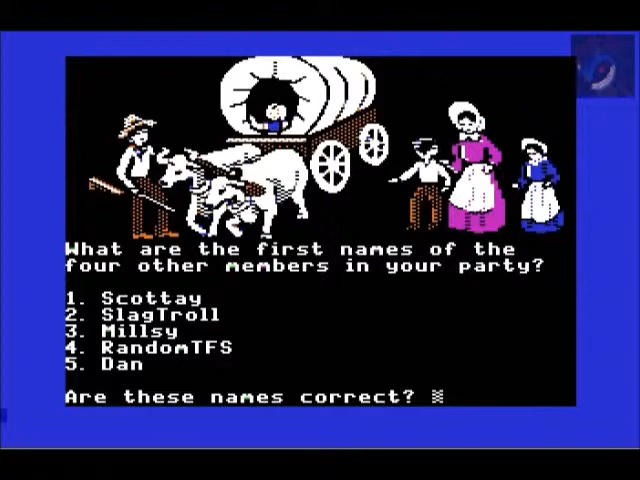 What are the first names of the
four other members in your party?
1. Scottay
2. SlagTroll
3. Millsy
4. RandomTFS
5. Dan
Are these names correct?